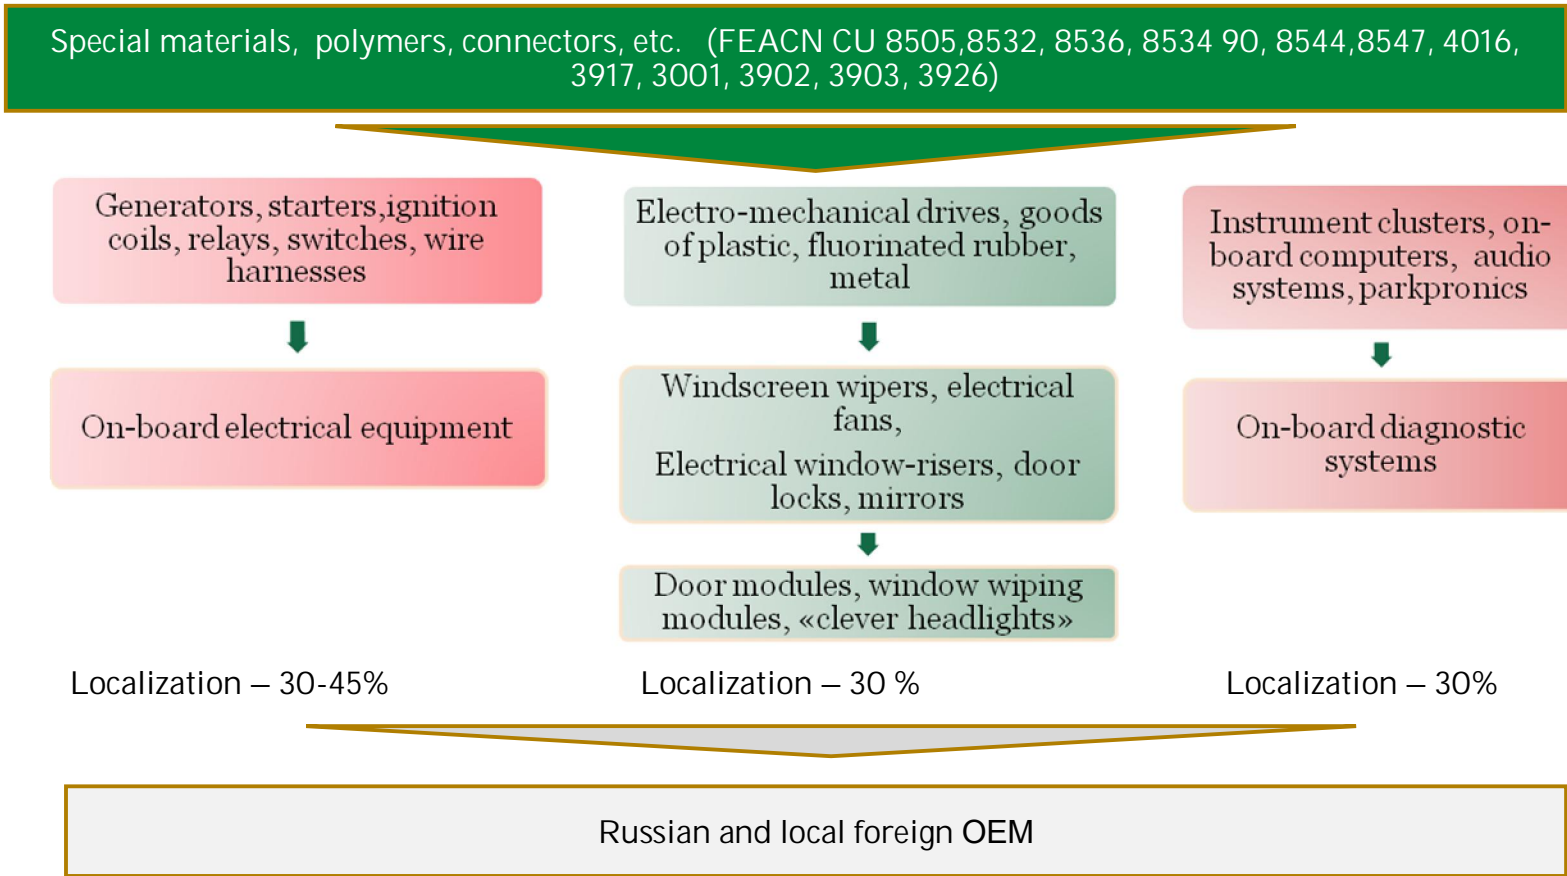 Special materials, polymers, connectors, etc. (FEACN CU 8505,8532, 8536, 8534 90, 8544,8547, 4016,
3917, 3001, 3902, 3903, 3926)
Generators, starters,ignition
coils, relays, switches, wire
harnesses
On-board electrical equipment
Localization – 30-45%
Electro-mechanical drives, goods
of plastic, fluorinated rubber,
metal
Windscreen wipers, electrical
fans,
Electrical window-risers, door
locks, mirrors
Door modules, window wiping
modules, «clever headlights»
Localization – 30 %
Instrument clusters, on-
board computers, audio
systems, parkpronics
On-board diagnostic
systems
Localization – 30%
Russian and local foreign OEM